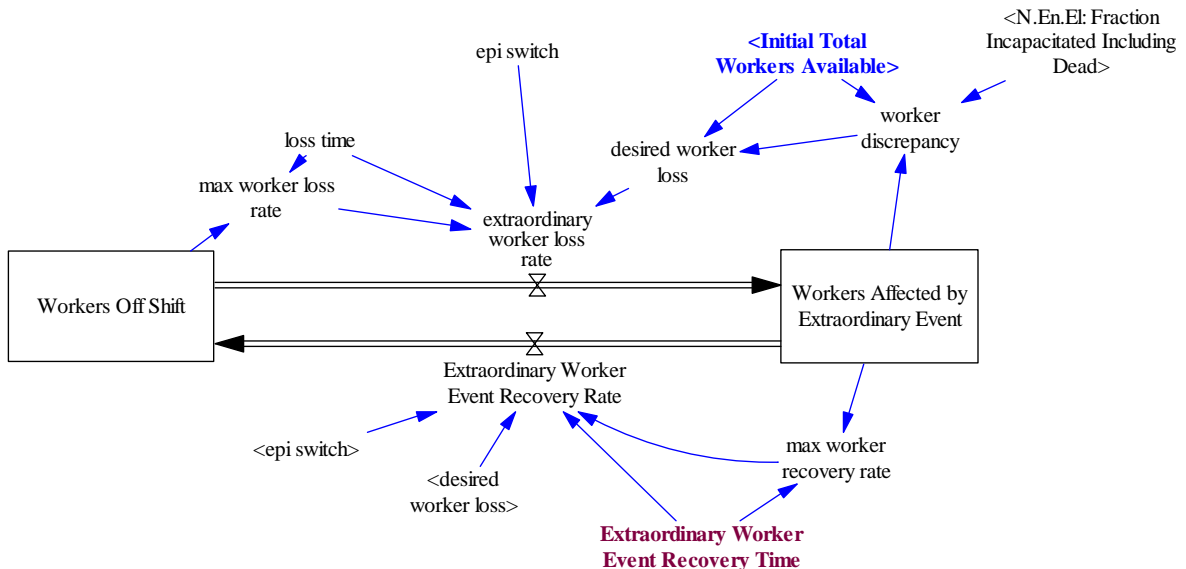 <N.En.El: Fraction
Incapacitated Including
Dead>
<Initial Total
Workers Available>
epi switch
worker
discrepancy
loss time
desired worker
loss
max worker loss
rate
extraordinary
worker loss
rate
Workers Off Shift
Workers Affected by
Extraordinary Event
Extraordinary Worker
Event Recovery Rate
<epi switch>
max worker
recovery rate
<desired
worker loss>
Extraordinary Worker
Event Recovery Time